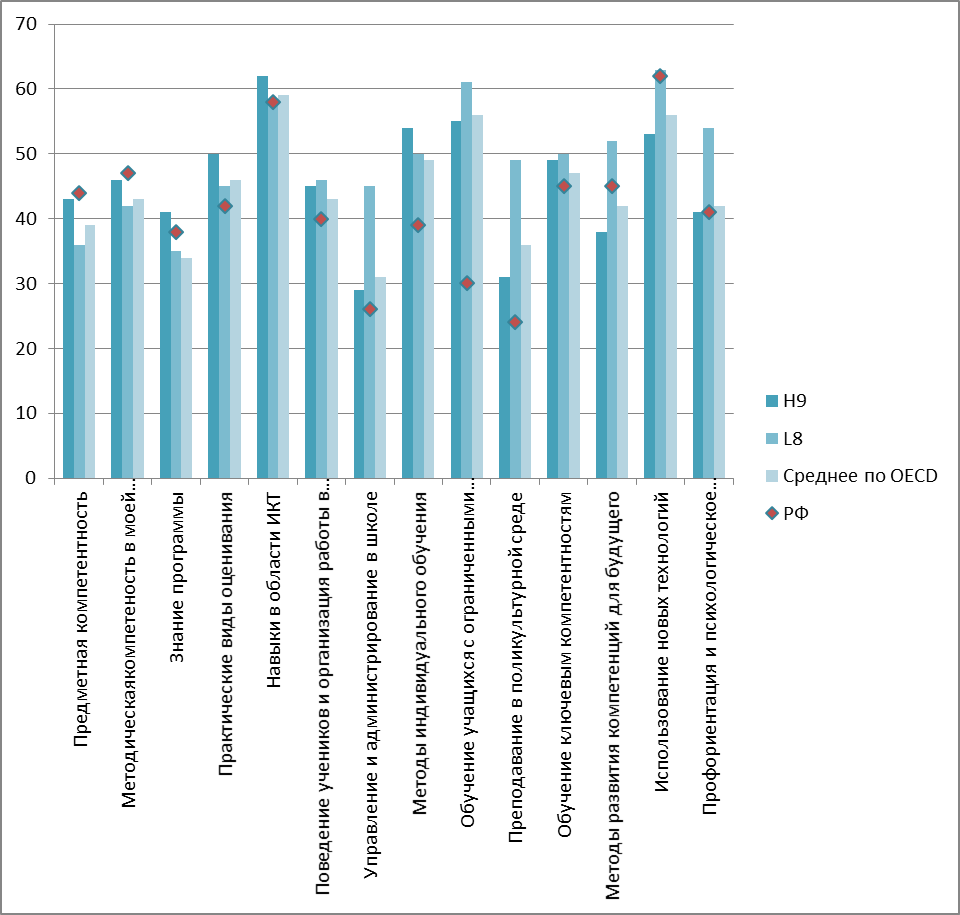 70
60
50
40
30
20
10
0
H9
L8
Среднее по OECD
РФ
Предметная компетентность
Методическаякомпетеность в моей…
Знание программы
Практические виды оценивания
Навыки в области ИКТ
Поведение учеников и организация работы в…
Управление и администрирование в школе
Методы индивидуального обучения
Обучение учащихся с ограниченными…
Преподавание в поликультурной среде
Обучение ключевым компетентностям
Методы развития компетенций для будущего
Использование новых технологий
Профориентация и психологическое…